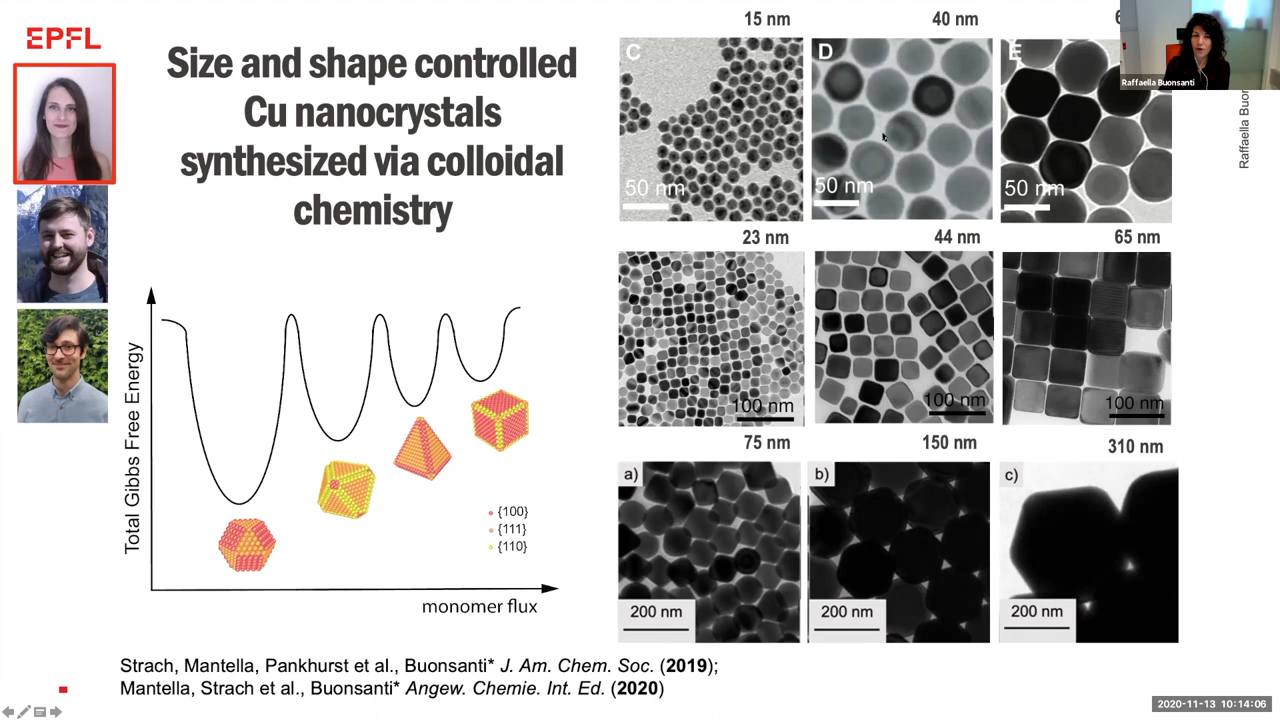 EPFL
Size and shape controlled
Cu nanocrystals
synthesized via colloidal
chemistry
Total Gibbs Free Energy
{100}
{111}
{110}
monomer flux
15 nm
40 nm
C
D
E
50 nm
50 nm
50 nm
23 nm
44 nm
65 nm
100 nm
100 nm
100 nm
75 nm
150 nm
310 nm
a)
b)
c)
200 nm
200 nm
200 nm
Raffaella Buonsanti
Raffaella Buon
Strach, Mantella, Pankhurst et al., Buonsanti* J. Am. Chem. Soc. (2019);
Mantella, Strach et al., Buonsanti* Angew. Chemie. Int. Ed. (2020)
2020-11-13 10:14:06